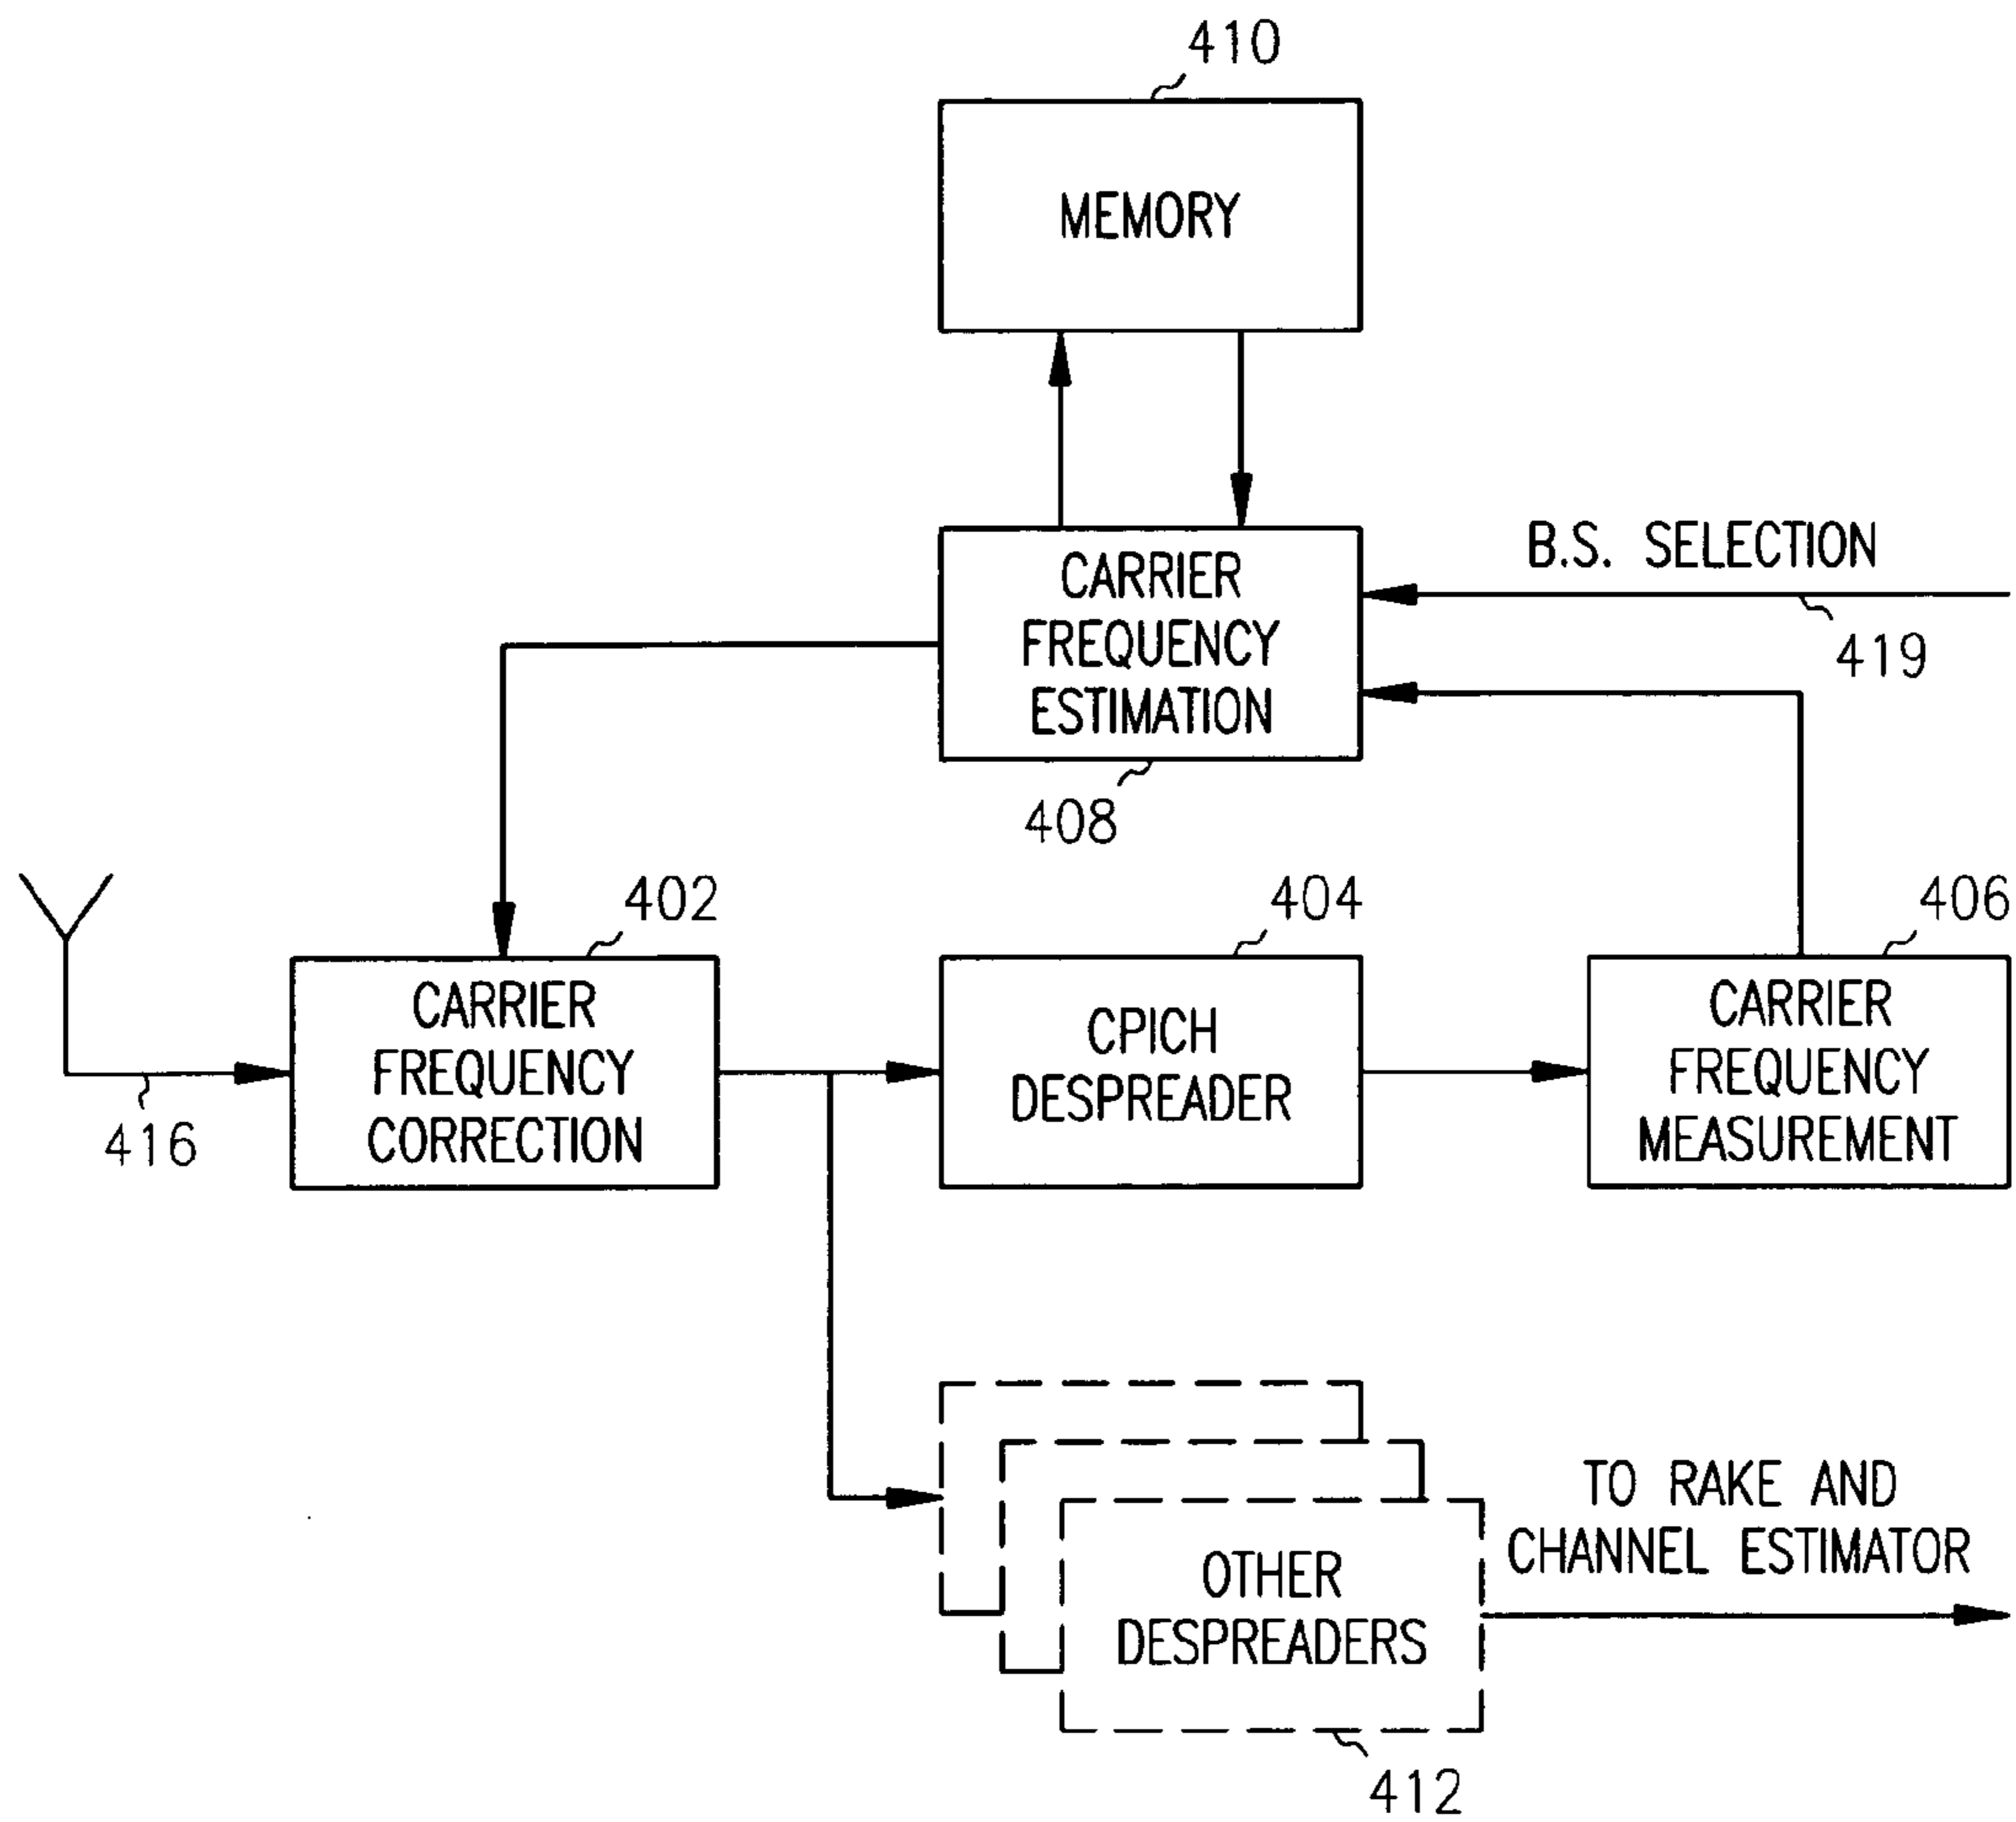 410
MEMORY
B.S. SELECTION
419
CARRIER
FREQUENCY
ESTIMATION
408
402
CARRIER
FREQUENCY
CORRECTION
416
404
CPICH
DESPREADER
406
CARRIER
FREQUENCY
MEASUREMENT
OTHER
DESPREADERS
412
TO RAKE AND
CHANNEL ESTIMATOR